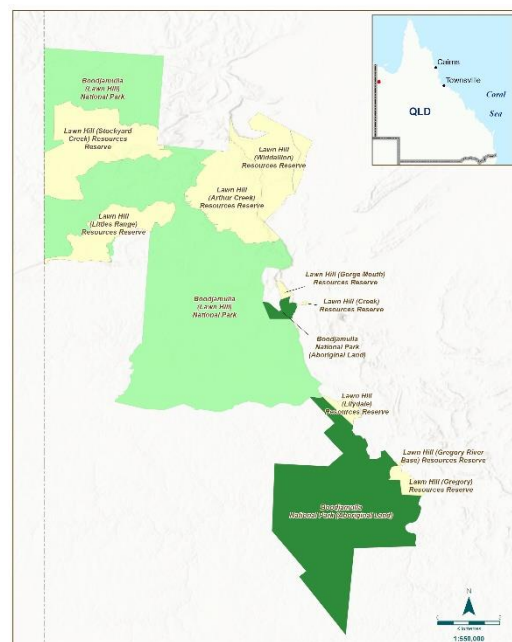 Cairns
Townsville
Coral
Sea
QLD
Boodjamulla
(Lawn Hill)
National Park
Lawn Hill (Stockyard
Creek) Resources
Reserve
Lawn Hill
(Widdallion)
Resources Reserve
Lawn Hill
(Arthur Creek)
Resources Reserve
Lawn Hill
(Littles Range)
Resources Reserve
Lawn Hill (Gorge Mouth)
Resources Reserve
Boodjamulla
(Lawn Hill)
National Park
Lawn Hill (Creek)
Resources Reserve
Boodjamulla
National Park
(Aboriginal Land)
Lawn Hill
(Lilydale)
Resources Reserve
Lawn Hill (Gregory River
Base) Resources Reserve
Lawn Hill (Gregory)
Resources Reserve
Boodjamulla
National Park (Aboriginal Land)
N